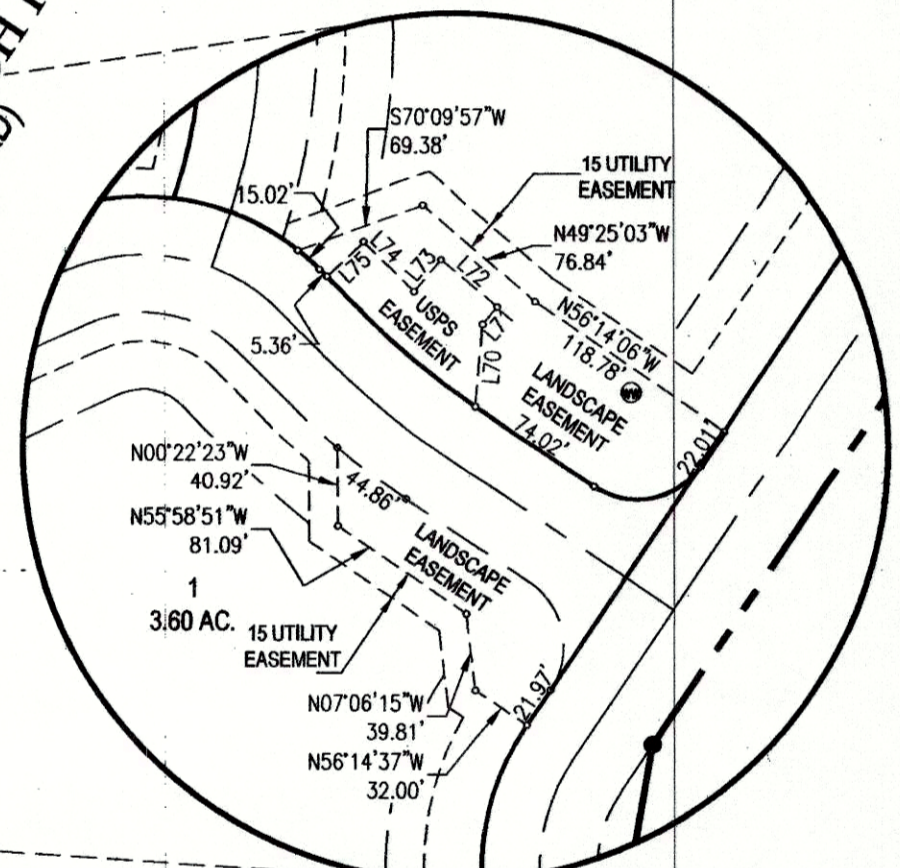 S70°09'57"W
69.38'
15 UTILITY
EASEMENT
15.02'
N49°25'03"W
76.84'
L74
L73
L72
L75
USPS
EASEMENT
L71
N56°14'06"W
118.78'
5.36'
L70
LANDSCAPE
EASEMENT
W
74.02'
22.01'
N00°22'23"W
40.92'
44.86'
N55°58'51"W
81.09'
LANDSCAPE
EASEMENT
1
3.60 AC.
15 UTILITY
EASEMENT
N07°06'15"W
39.81'
21.97'
N56°14'37"W
32.00'